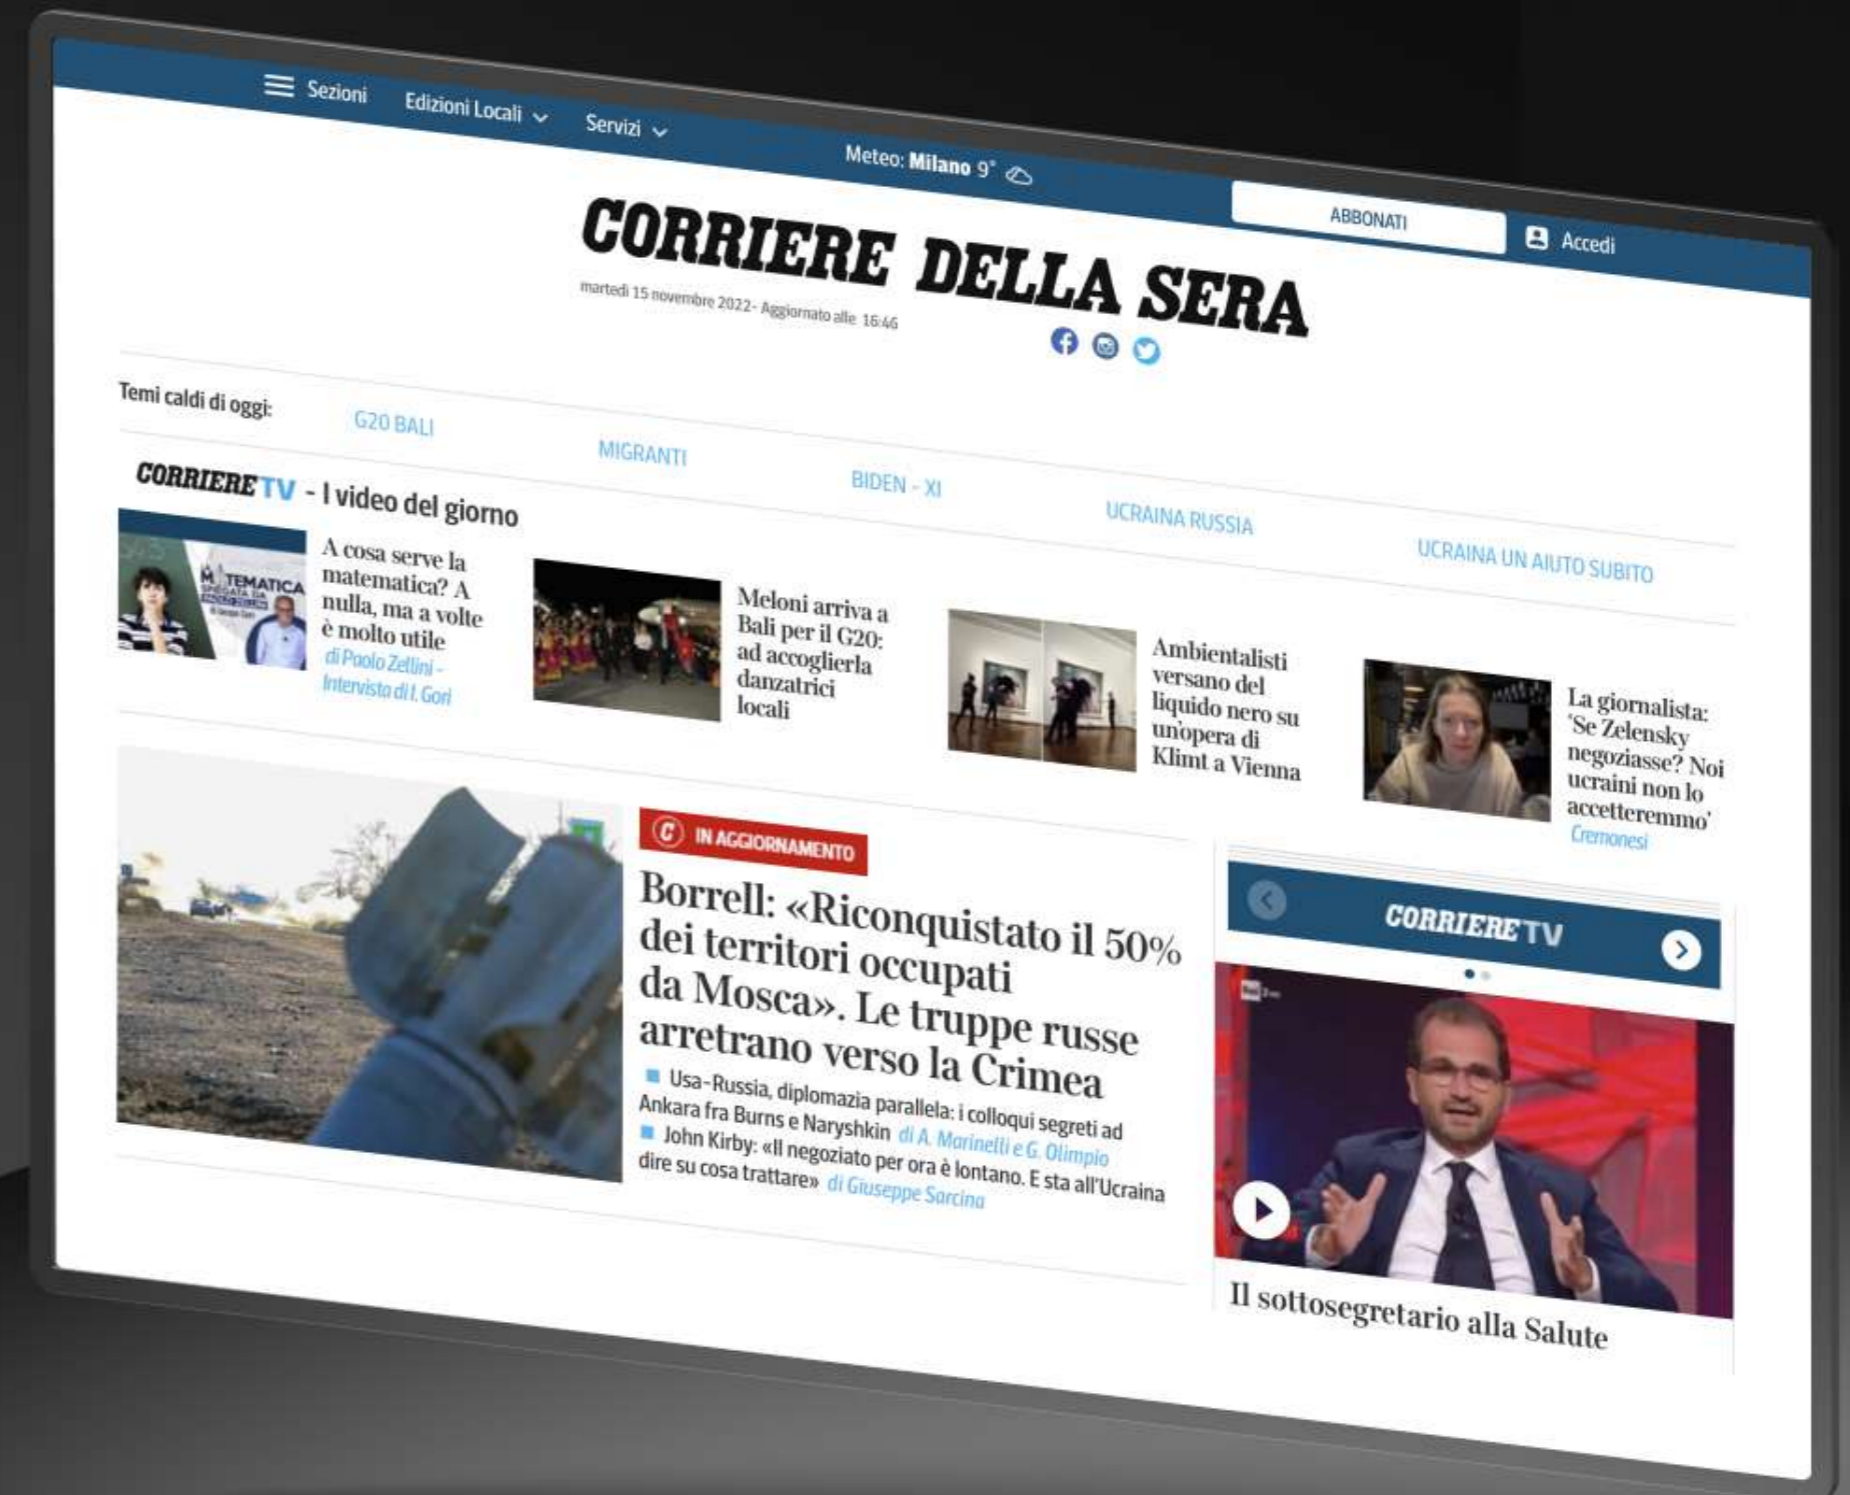 Sezioni
Edizioni Locali
Servizi
Meteo: Milano 9°
ABBONATI
Accedi
CORRIERE DELLA SERA
martedì 15 novembre 2022- Aggiornato alle 16:46
Temi caldi di oggi:
G20 BALI
MIGRANTI
BIDEN - XI
UCRAINA RUSSIA
UCRAINA UN AIUTO SUBITO
CORRIERE TV - I video del giorno
M TEMATICA
SPIEGATA DA
PAOLO ZELLINI
A cosa serve la
matematica? A
nulla, ma a volte
è molto utile
di Paolo Zellini -
Intervista di I. Gori
Meloni arriva a
Bali per il G20:
ad accoglierla
danzatrici
locali
Ambientalisti
versano del
liquido nero su
un'opera di
Klimt a Vienna
La giornalista:
'Se Zelensky
negoziasse? Noi
ucraini non lo
accetteremmo'
Cremonesi
C IN AGGIORNAMENTO
Borrell: «Riconquistato il 50%
dei territori occupati
da Mosca». Le truppe russe
arretrano verso la Crimea
Usa-Russia, diplomazia parallela: i colloqui segreti ad
Ankara fra Burns e Naryshkin di A. Marinelli e G. Olimpio
John Kirby: «Il negoziato per ora è lontano. E sta all'Ucraina
dire su cosa trattare» di Giuseppe Sarcina
CORRIERE TV
Rai 2
Il sottosegretario alla Salute